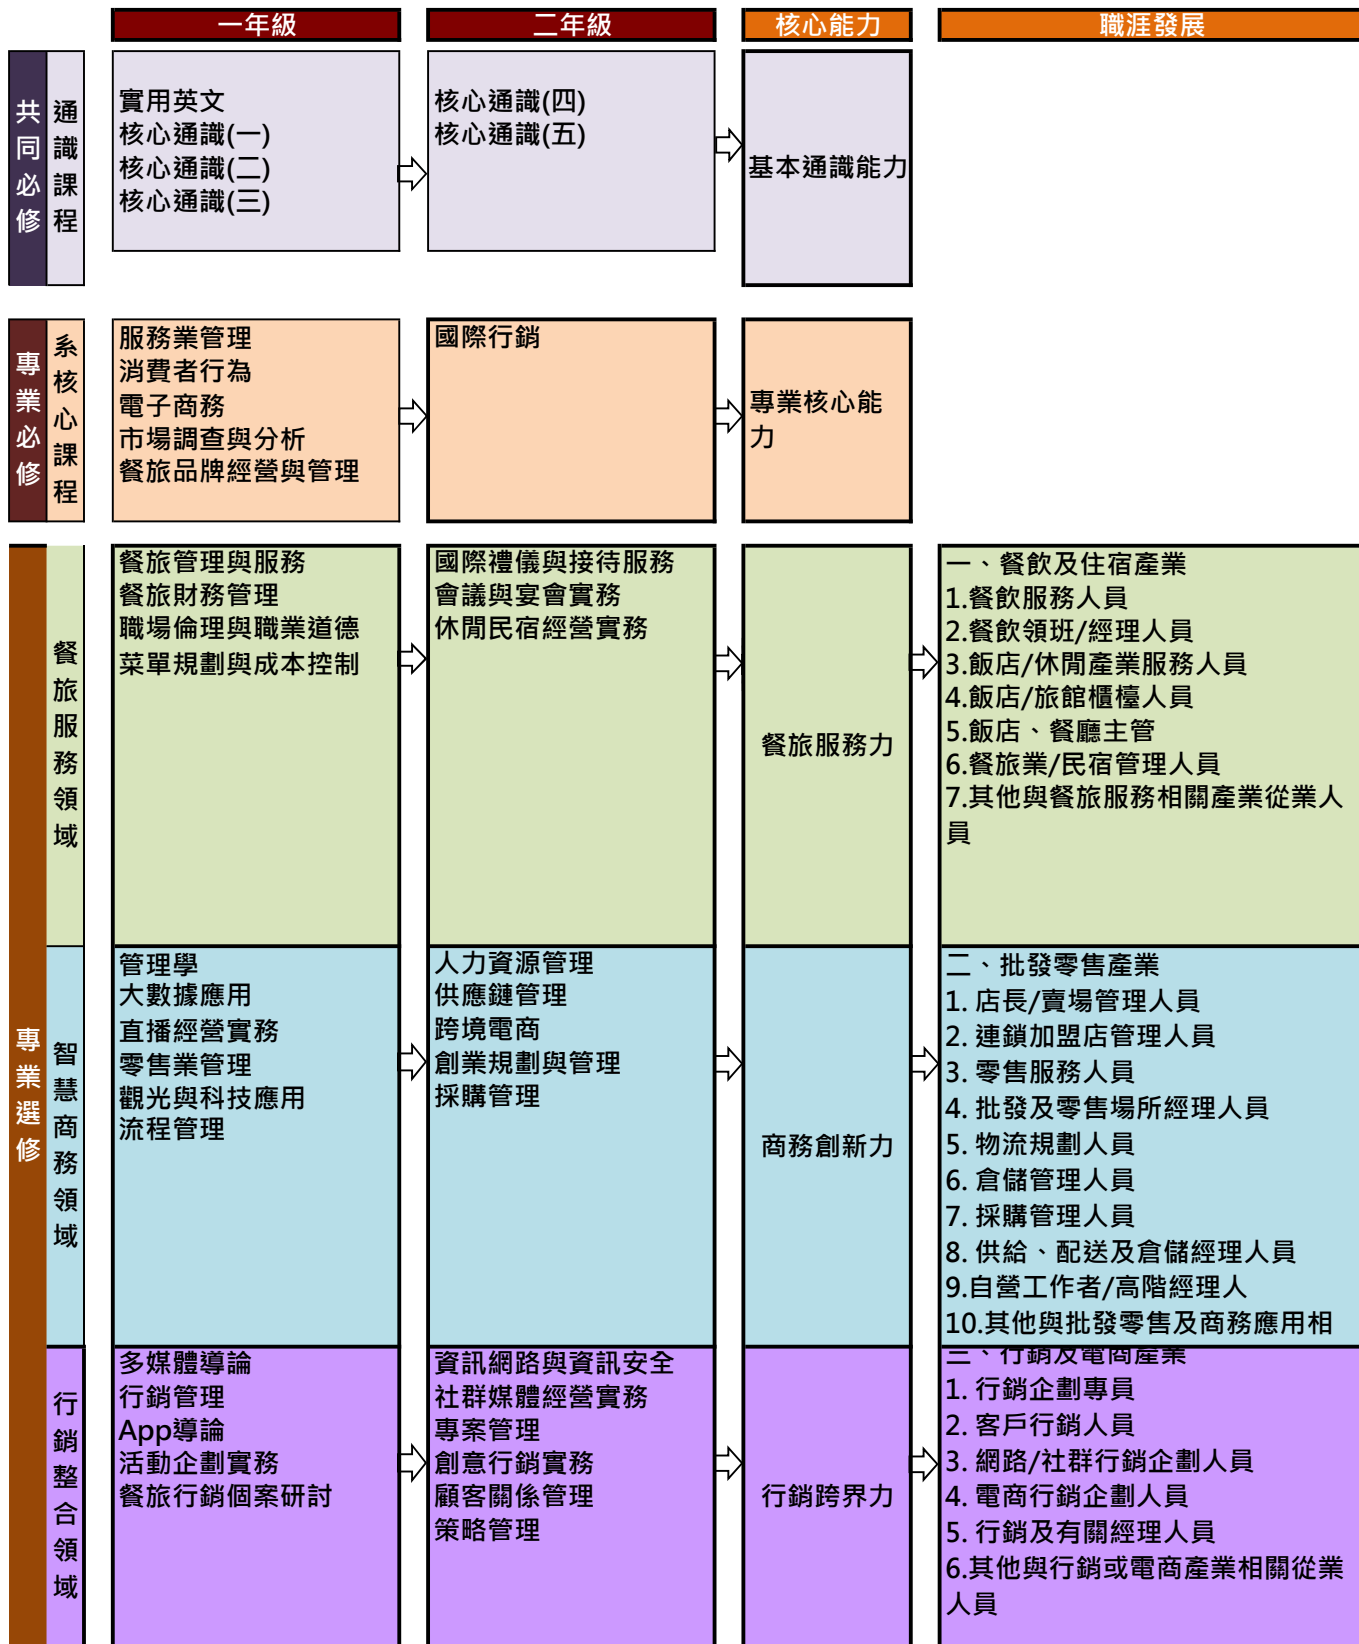 一年級
二年級
核心能力
職涯發展
共同必修
通識課程
實用英文
核心通識(一)
核心通識(二)
核心通識(三)
核心通識(四)
核心通識(五)
基本通識能力
專業必修
系核心課程
服務業管理
消費者行為
電子商務
市場調查與分析
餐旅品牌經營與管理
國際行銷
專業核心能
力
專業選修
餐旅服務領域
餐旅管理與服務
餐旅財務管理
職場倫理與職業道德
菜單規劃與成本控制
國際禮儀與接待服務
會議與宴會實務
休閒民宿經營實務
餐旅服務力
一、餐飲及住宿產業
1.餐飲服務人員
2.餐飲領班/經理人員
3.飯店/休閒產業服務人員
4.飯店/旅館櫃檯人員
5.飯店、餐廳主管
6.餐旅業/民宿管理人員
7.其他與餐旅服務相關產業從業人
員
智慧商務領域
管理學
大數據應用
直播經營實務
零售業管理
觀光與科技應用
流程管理
人力資源管理
供應鏈管理
跨境電商
創業規劃與管理
採購管理
商務創新力
二、批發零售產業
1. 店長/賣場管理人員
2. 連鎖加盟店管理人員
3. 零售服務人員
4. 批發及零售場所經理人員
5. 物流規劃人員
6. 倉儲管理人員
7. 採購管理人員
8. 供給、配送及倉儲經理人員
9.自營工作者/高階經理人
10.其他與批發零售及商務應用相
行銷整合領域
多媒體導論
行銷管理
App導論
活動企劃實務
餐旅行銷個案研討
資訊網路與資訊安全
社群媒體經營實務
專案管理
創意行銷實務
顧客關係管理
策略管理
行銷跨界力
三、行銷及電商產業
1. 行銷企劃專員
2. 客戶行銷人員
3. 網路/社群行銷企劃人員
4. 電商行銷企劃人員
5. 行銷及有關經理人員
6.其他與行銷或電商產業相關從業
人員